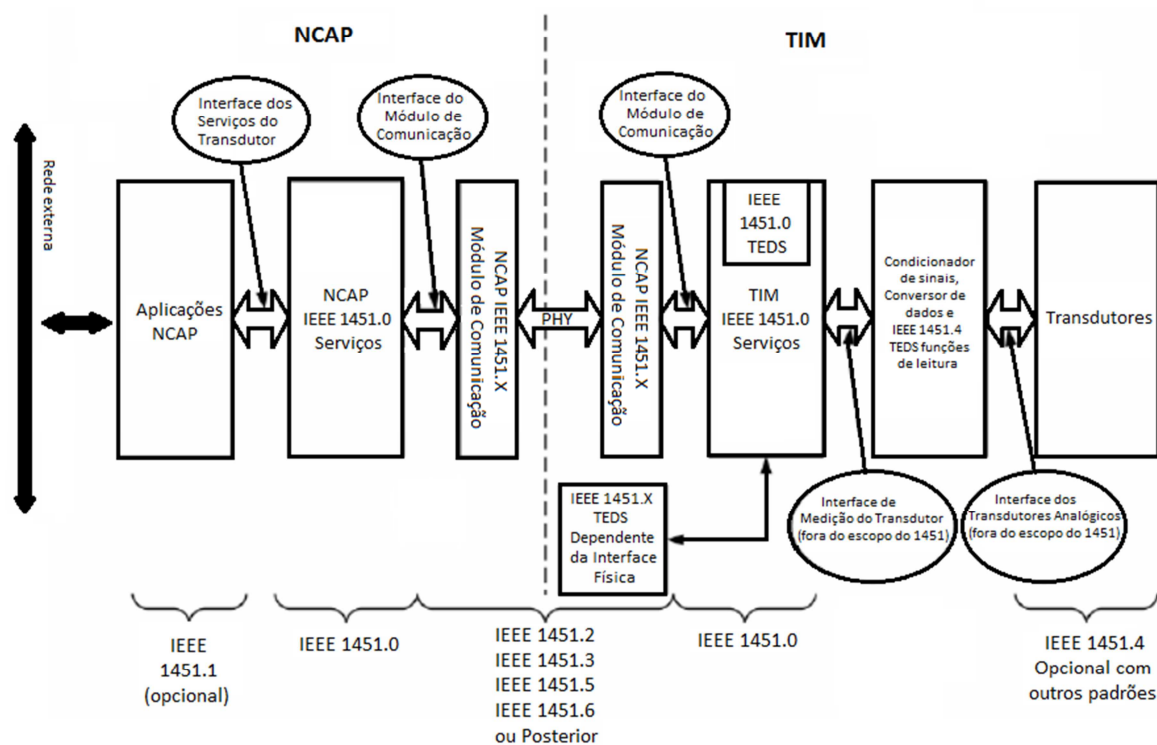 NCAP
TIM
Interface dos
Serviços do
Transdutor
Interface do
Módulo de
Comunicação
Interface do
Módulo de
Comunicação
Rede externa
Aplicações
NCAP
NCAP
IEEE 1451.0
Serviços
NCAP IEEE 1451.X
Módulo de Comunicação
PHY
NCAP IEEE 1451.X
Módulo de Comunicação
IEEE
1451.0
TEDS
TIM
IEEE 1451.0
Serviços
Condicionador
de sinais,
Conversor de
dados e
IEEE 1451.4
TEDS funções
de leitura
Transdutores
IEEE 1451.X
TEDS
Dependente
da Interface
Física
Interface de
Medição do Transdutor
(fora do escopo do 1451)
Interface dos
Transdutores Analógicos
(fora do escopo do 1451)
IEEE
1451.1
(opcional)
IEEE 1451.0
IEEE 1451.2
IEEE 1451.3
IEEE 1451.5
IEEE 1451.6
ou Posterior
IEEE 1451.0
IEEE 1451.4
Opcional com
outros padrões